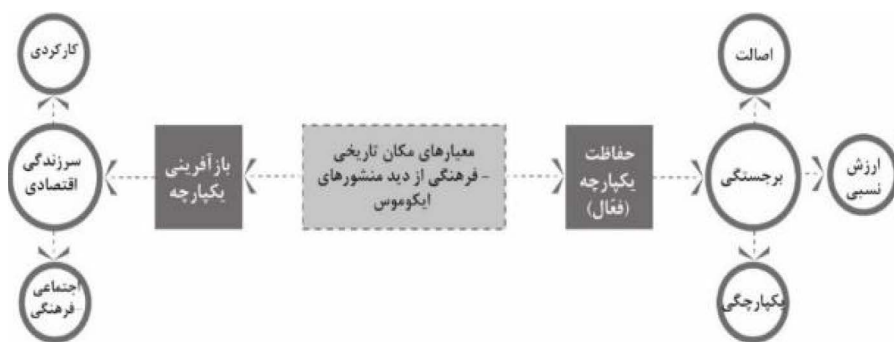 اصالت
ارزش
نسبی
برجستگی
یکپارچگی
حفاظت
یکپارچه
(فعّال)
معیارهای مکان تاریخی
- فرهنگی از دید منشورهای
ایکوموس
بازآفرینی
یکپارچه
کارکردی
سرزندگی
اقتصادی
اجتماعی
فرهنگی-